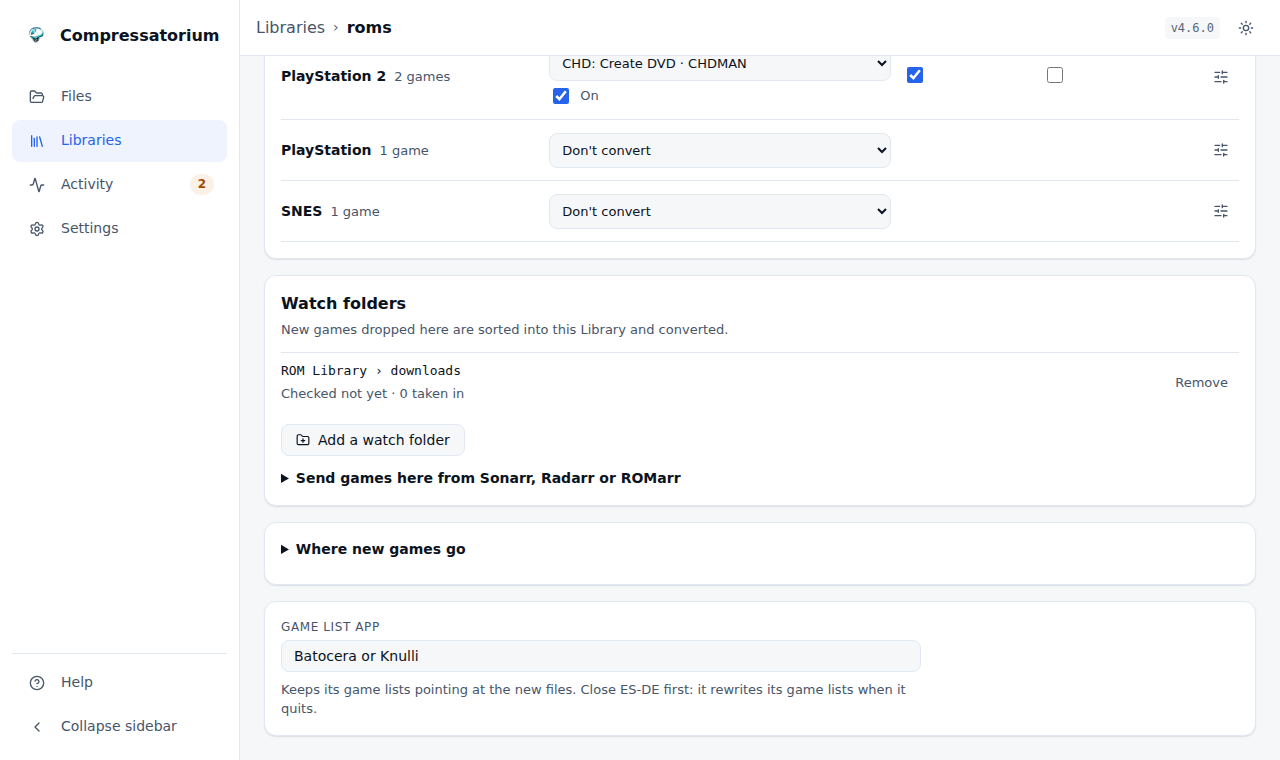 Compressatorium
Libraries › roms
v4.6.0
Files
Libraries
Activity
2
Settings
Help
Collapse sidebar
PlayStation 2 2 games
CHD: Create DVD · CHDMAN
On
PlayStation 1 game
Don't convert
SNES 1 game
Don't convert
Watch folders
New games dropped here are sorted into this Library and converted.
ROM Library › downloads
Checked not yet · 0 taken in
Remove
Add a watch folder
Send games here from Sonarr, Radarr or ROMarr
Where new games go
GAME LIST APP
Batocera or Knulli
Keeps its game lists pointing at the new files. Close ES-DE first: it rewrites its game lists when it
quits.